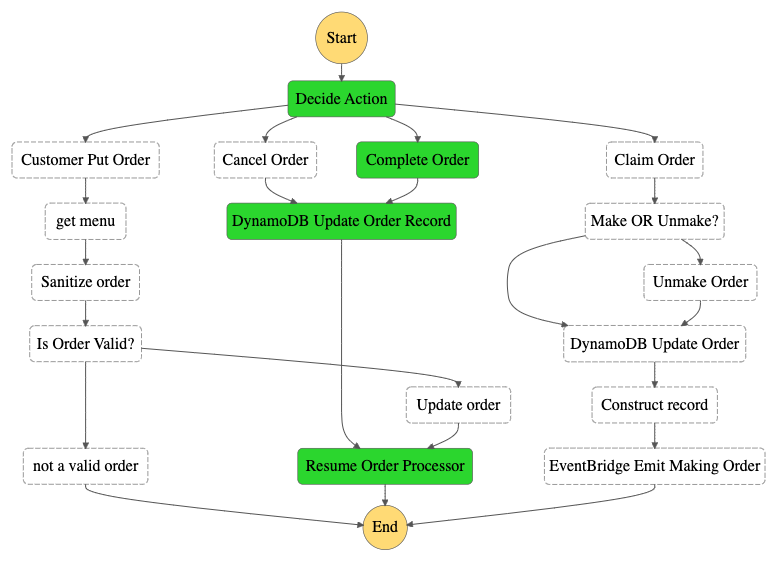 Start
Decide Action
Customer Put Order
Cancel Order
Complete Order
Claim Order
get menu
DynamoDB Update Order Record
Make OR Unmake?
Sanitize order
Unmake Order
Is Order Valid?
DynamoDB Update Order
Update order
Construct record
not a valid order
Resume Order Processor
EventBridge Emit Making Order
End